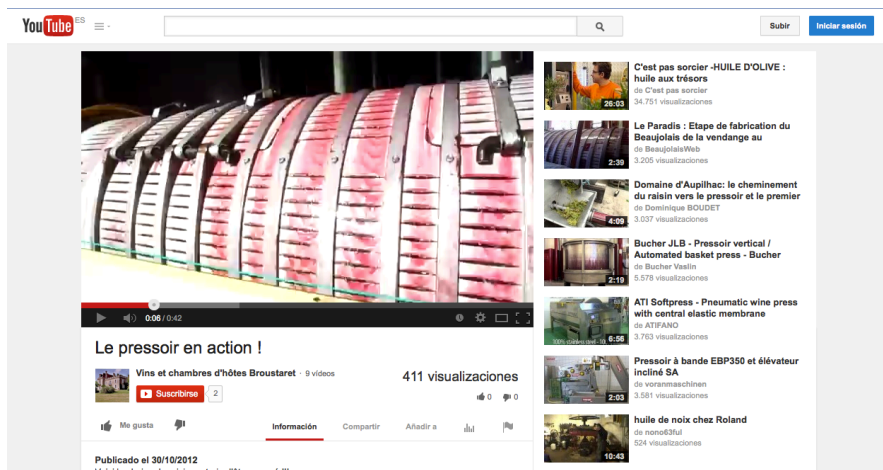 YouTube ES
Subir
Iniciar sesión
0:06 / 0:42
Le pressoir en action !
Vins et chambres d'hôtes Broustaret · 9 vídeos
Suscribirse 2
411 visualizaciones
0 0
Me gusta
Información
Compartir
Añadir a
Publicado el 30/10/2012
C'est pas sorcier -HUILE D'OLIVE :
huile aux trésors
de C'est pas sorcier
34.751 visualizaciones
26:03
Le Paradis : Etape de fabrication du
Beaujolais de la vendange au
de BeaujolaisWeb
3.205 visualizaciones
2:39
Domaine d'Aupilhac: le cheminement
du raisin vers le pressoir et le premier
de Dominique BOUDET
3.037 visualizaciones
4:09
Bucher JLB - Pressoir vertical /
Automated basket press - Bucher
de Bucher Vaslin
5.578 visualizaciones
2:19
ATI Softpress - Pneumatic wine press
with central elastic membrane
de ATIFANO
3.763 visualizaciones
6:56
Pressoir à bande EBP350 et élévateur
incliné SA
de voranmaschinen
3.581 visualizaciones
2:03
huile de noix chez Roland
de nono63ful
524 visualizaciones
10:43